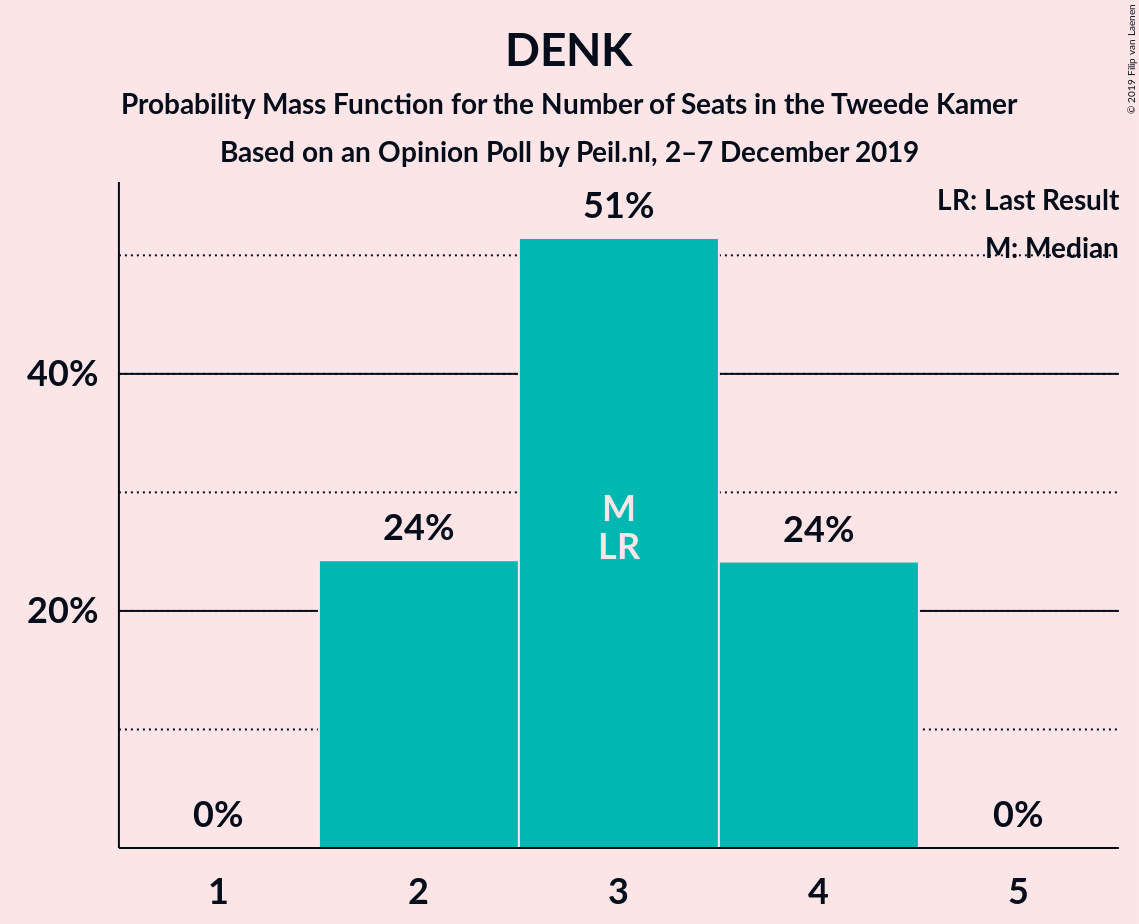 DENK
Probability Mass Function for the Number of Seats in the Tweede Kamer
Based on an Opinion Poll by Peil.nl, 2–7 December 2019
© 2019 Filip van Laenen
LR: Last Result
M: Median
51%
40%
M
24%
24%
LR
20%
0%
0%
1
2
3
4
5